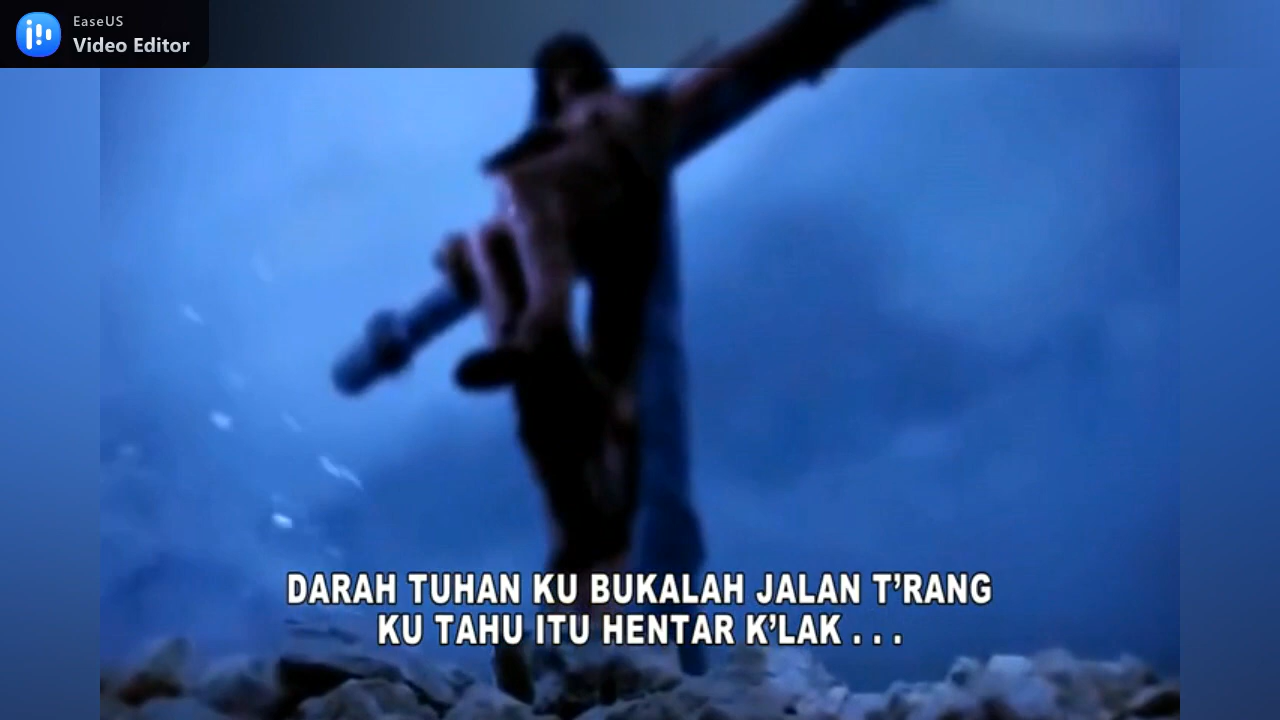 EaseUS
Video Editor
DARAH TUHAN KU BUKALAH JALAN T’RANG
KU TAHU ITU HENTAR K’LAK . . .